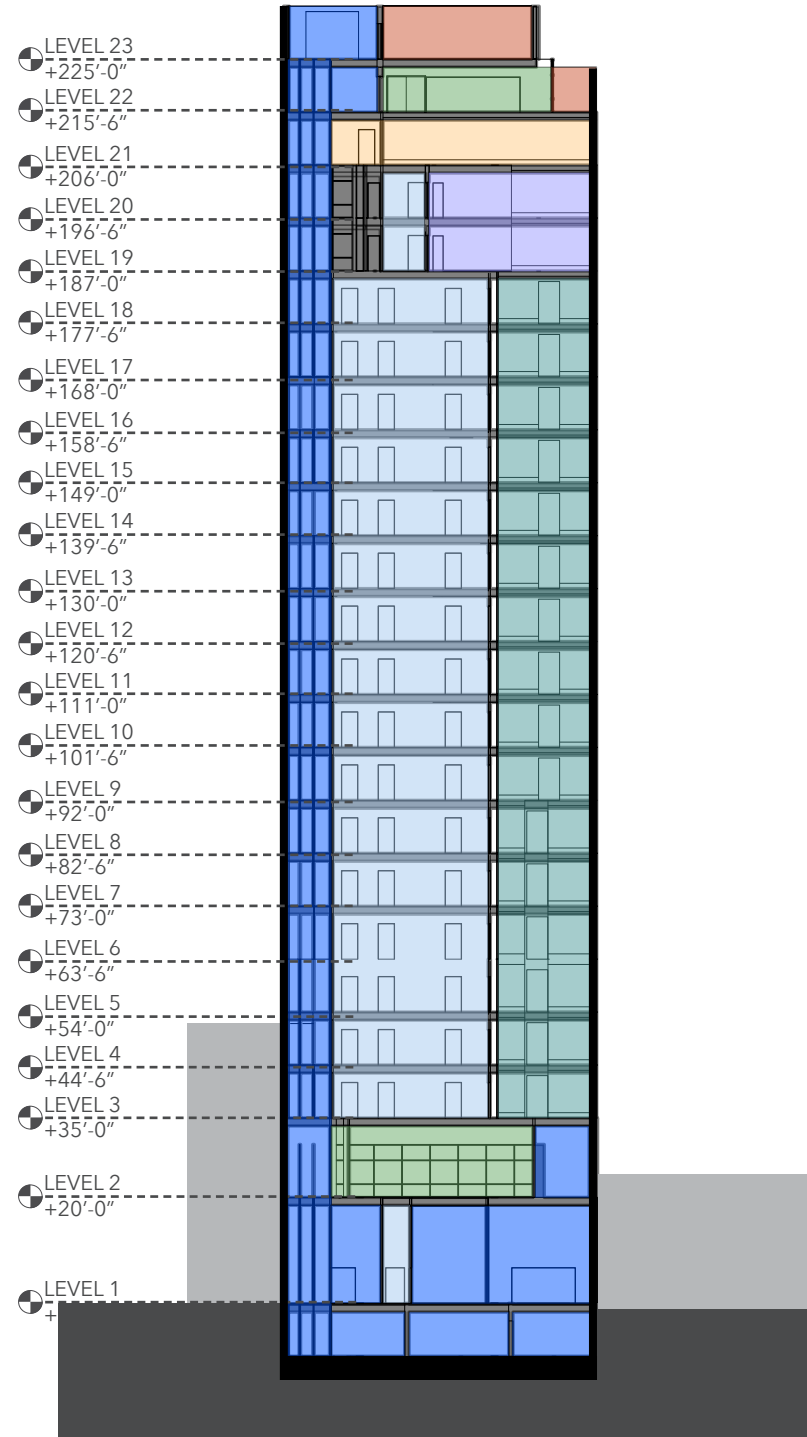 LEVEL 23
+225’-0”
LEVEL 22
+215’-6”
LEVEL 21
+206’-0”
LEVEL 20
+196’-6”
LEVEL 19
+187’-0”
LEVEL 18
+177’-6”
LEVEL 17
+168’-0”
LEVEL 16
+158’-6”
LEVEL 15
+149’-0”
LEVEL 14
+139’-6”
LEVEL 13
+130’-0”
LEVEL 12
+120’-6”
LEVEL 11
+111’-0”
LEVEL 10
+101’-6”
LEVEL 9
+92’-0”
LEVEL 8
+82’-6”
LEVEL 7
+73’-0”
LEVEL 6
+63’-6”
LEVEL 5
+54’-0”
LEVEL 4
+44’-6”
LEVEL 3
+35’-0”
LEVEL 2
+20’-0”
LEVEL 1
+